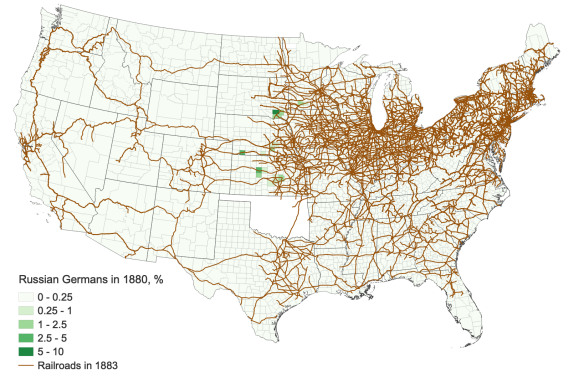 Russian Germans in 1880, %
0 - 0.25
0.25 - 1
1 - 2.5
2.5 - 5
5 - 10
Railroads in 1883